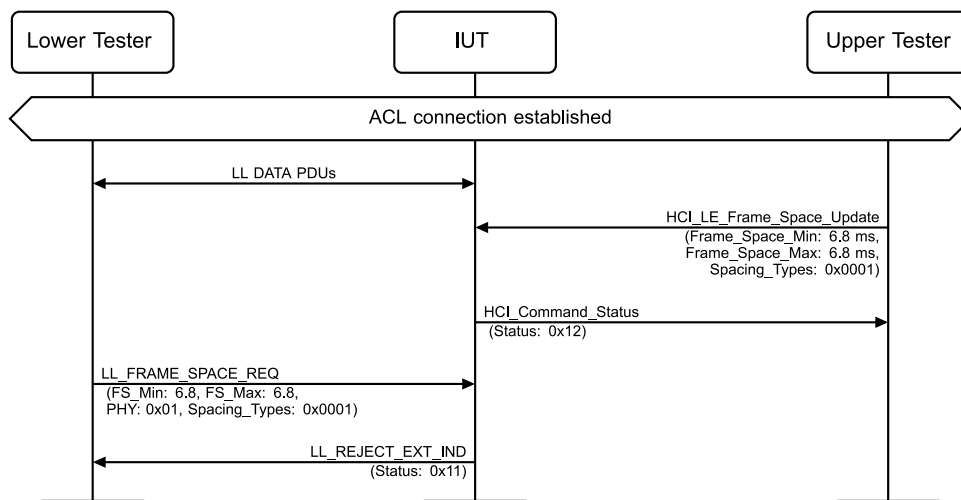 Lower Tester
IUT
Upper Tester
ACL connection established
LL DATA PDUs
HCI_LE_Frame_Space_Update
(Frame_Space_Min: 6.8 ms,
Frame_Space_Max: 6.8 ms,
Spacing_Types: 0x0001)
HCI_Command_Status
(Status: 0x12)
LL_FRAME_SPACE_REQ
(FS_Min: 6.8, FS_Max: 6.8,
PHY: 0x01, Spacing_Types: 0x0001)
LL_REJECT_EXT_IND
(Status: 0x11)